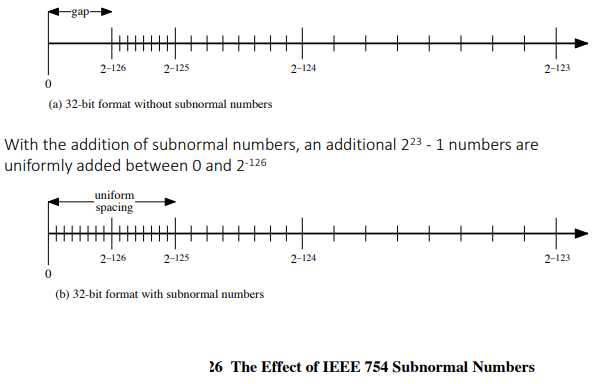 gap
2–126 2–125 2–124 2–123
0
(a) 32-bit format without subnormal numbers
With the addition of subnormal numbers, an additional 2²³ - 1 numbers are
uniformly added between 0 and 2⁻¹²⁶
uniform
spacing
2–126 2–125 2–124 2–123
0
(b) 32-bit format with subnormal numbers
26 The Effect of IEEE 754 Subnormal Numbers